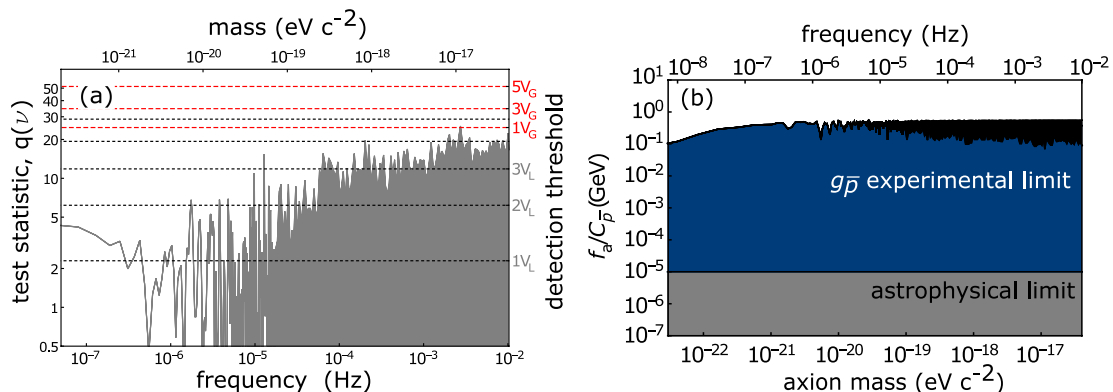 mass (eV c⁻²)
10⁻²¹ 10⁻²⁰ 10⁻¹⁹ 10⁻¹⁸ 10⁻¹⁷
(a)
test statistic, q(ν)
50
40
30
20
10
5
2
1
0.5
5V_G
3V_G
1V_G
3V_L
2V_L
1V_L
detection threshold
10⁻⁷ 10⁻⁶ 10⁻⁵ 10⁻⁴ 10⁻³ 10⁻²
frequency (Hz)
frequency (Hz)
10⁻⁸ 10⁻⁷ 10⁻⁶ 10⁻⁵ 10⁻⁴ 10⁻³ 10⁻²
(b)
f_a/C_p̅ (GeV)
10¹
10⁰
10⁻¹
10⁻²
10⁻³
10⁻⁴
10⁻⁵
10⁻⁶
10⁻⁷
g_p̅ experimental limit
astrophysical limit
10⁻²² 10⁻²¹ 10⁻²⁰ 10⁻¹⁹ 10⁻¹⁸ 10⁻¹⁷
axion mass (eV c⁻²)